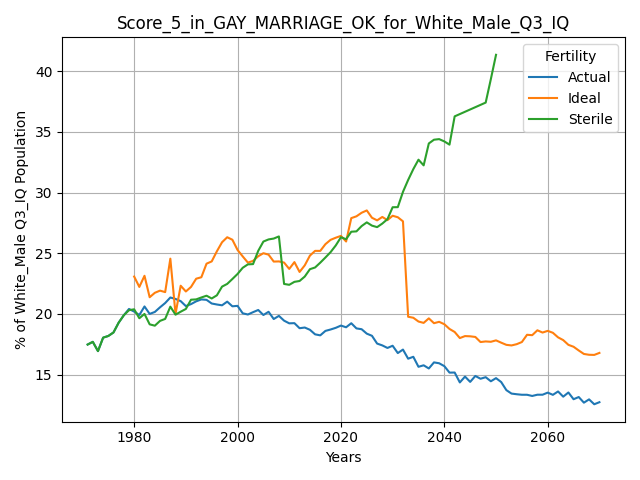 Score_5_in_GAY_MARRIAGE_OK_for_White_Male_Q3_IQ
Fertility
Actual
Ideal
Sterile
% of White_Male Q3_IQ Population
40
35
30
25
20
15
1980
2000
2020
2040
2060
Years